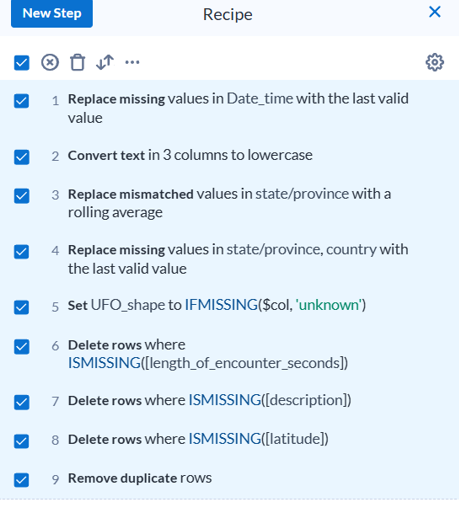 New Step
Recipe
1 Replace missing values in Date_time with the last valid
value
2 Convert text in 3 columns to lowercase
3 Replace mismatched values in state/province with a
rolling average
4 Replace missing values in state/province, country with
the last valid value
5 Set UFO_shape to IFMISSING($col, 'unknown')
6 Delete rows where
ISMISSING([length_of_encounter_seconds])
7 Delete rows where ISMISSING([description])
8 Delete rows where ISMISSING([latitude])
9 Remove duplicate rows